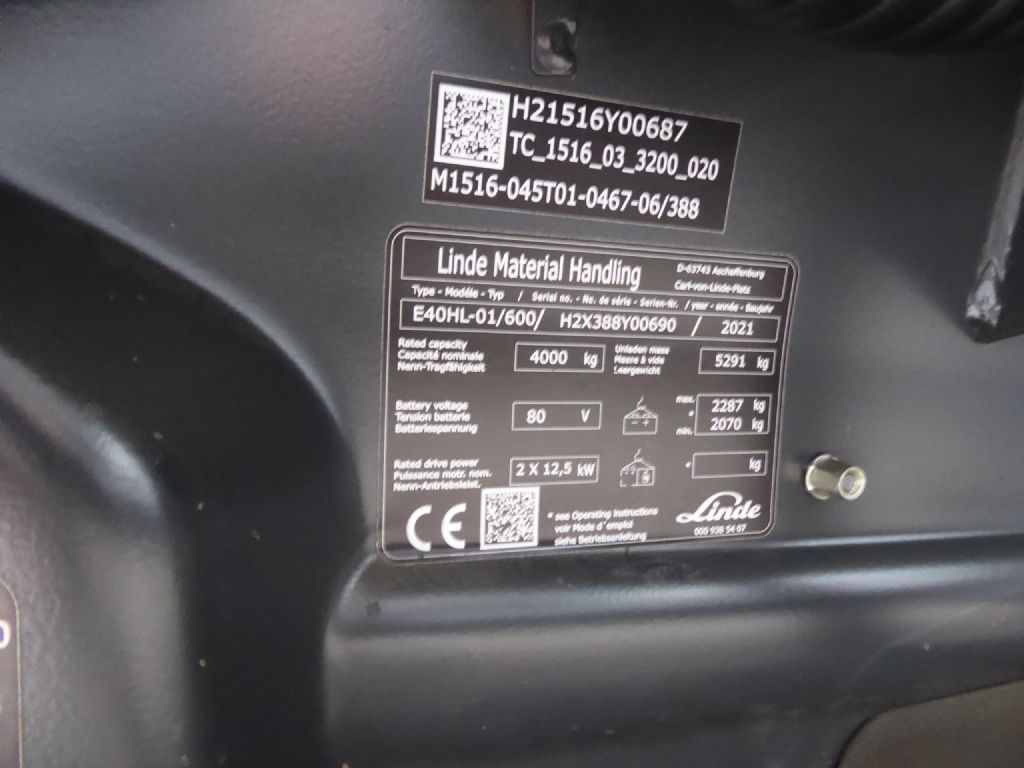 H21516Y00687
TC_1516_03_3200_020
M1516-045T01-0467-06/388
Linde Material Handling
D-63743 Aschaffenburg
Carl-von-Linde-Platz
Type - Modèle - Typ / Serial no. - No. de série - Serien-Nr. / year - année - Baujahr
E40HL-01/600/ H2X388Y00690 / 2021
Rated capacity
Capacité nominale
Nenn-Tragfähigkeit
4000 kg
Unladen mass
Masse à vide
Leergewicht
5291 kg
Battery voltage
Tension batterie
Batteriespannung
80 V
max. 2287 kg
*
min. 2070 kg
Rated drive power
Puissance motr. nom.
Nenn-Antriebsleist.
2 X 12,5 kW
* kg
CE
* see Operating Instructions
voir Mode d'emploi
siehe Betriebsanleitung
Linde
000 938 54 07